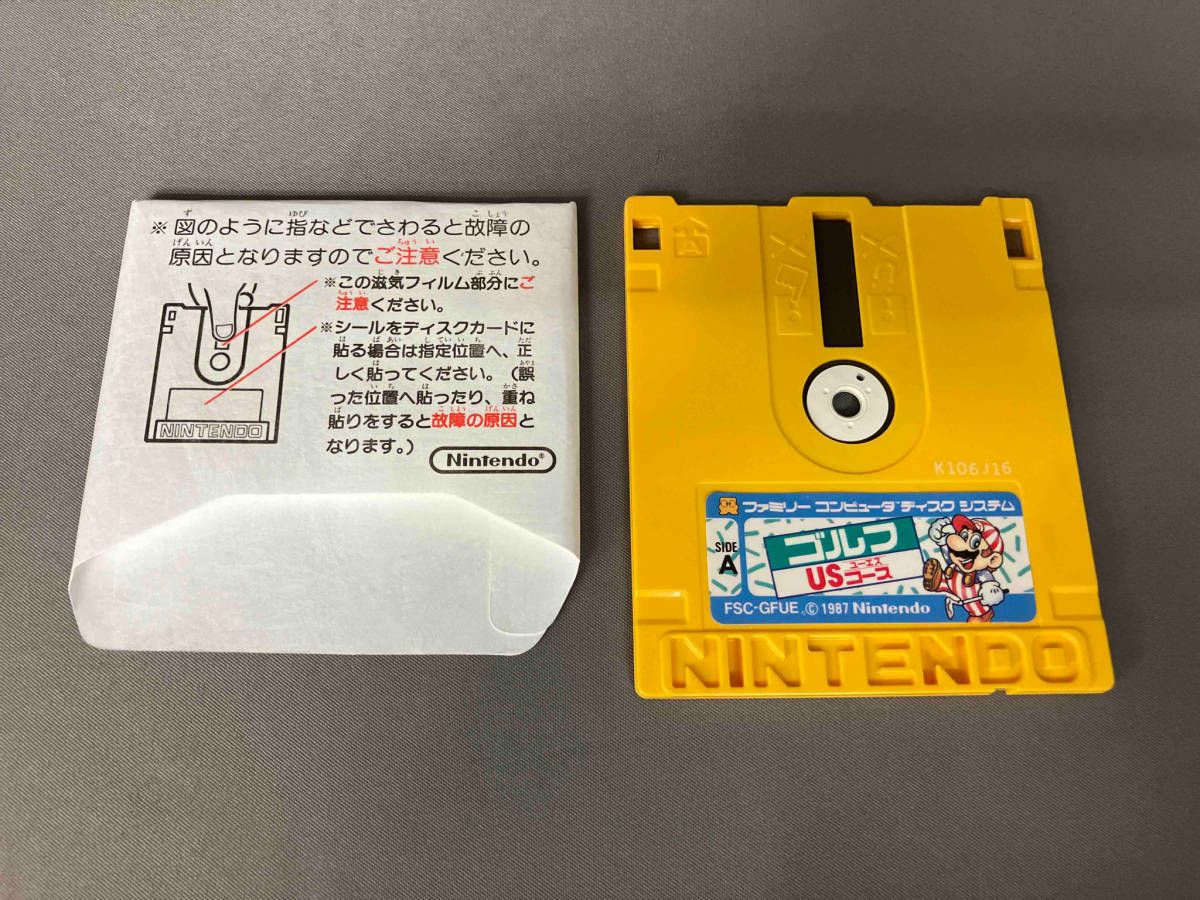 ※図のように指などでさわると故障の
原因となりますのでご注意ください。
※この滋気フィルム部分にご
注意ください。
※シールをディスクカードに
貼る場合は指定位置へ、正
しく貼ってください。(誤
った位置へ貼ったり、重ね
貼りをすると故障の原因と
なります。)
NINTENDO
Nintendo®
K106J16
ファミリー コンピュータ™ ディスク システム
SIDE
A
ゴルフ
ユーエス
USコース
FSC-GFUE ©1987 Nintendo
NINTENDO